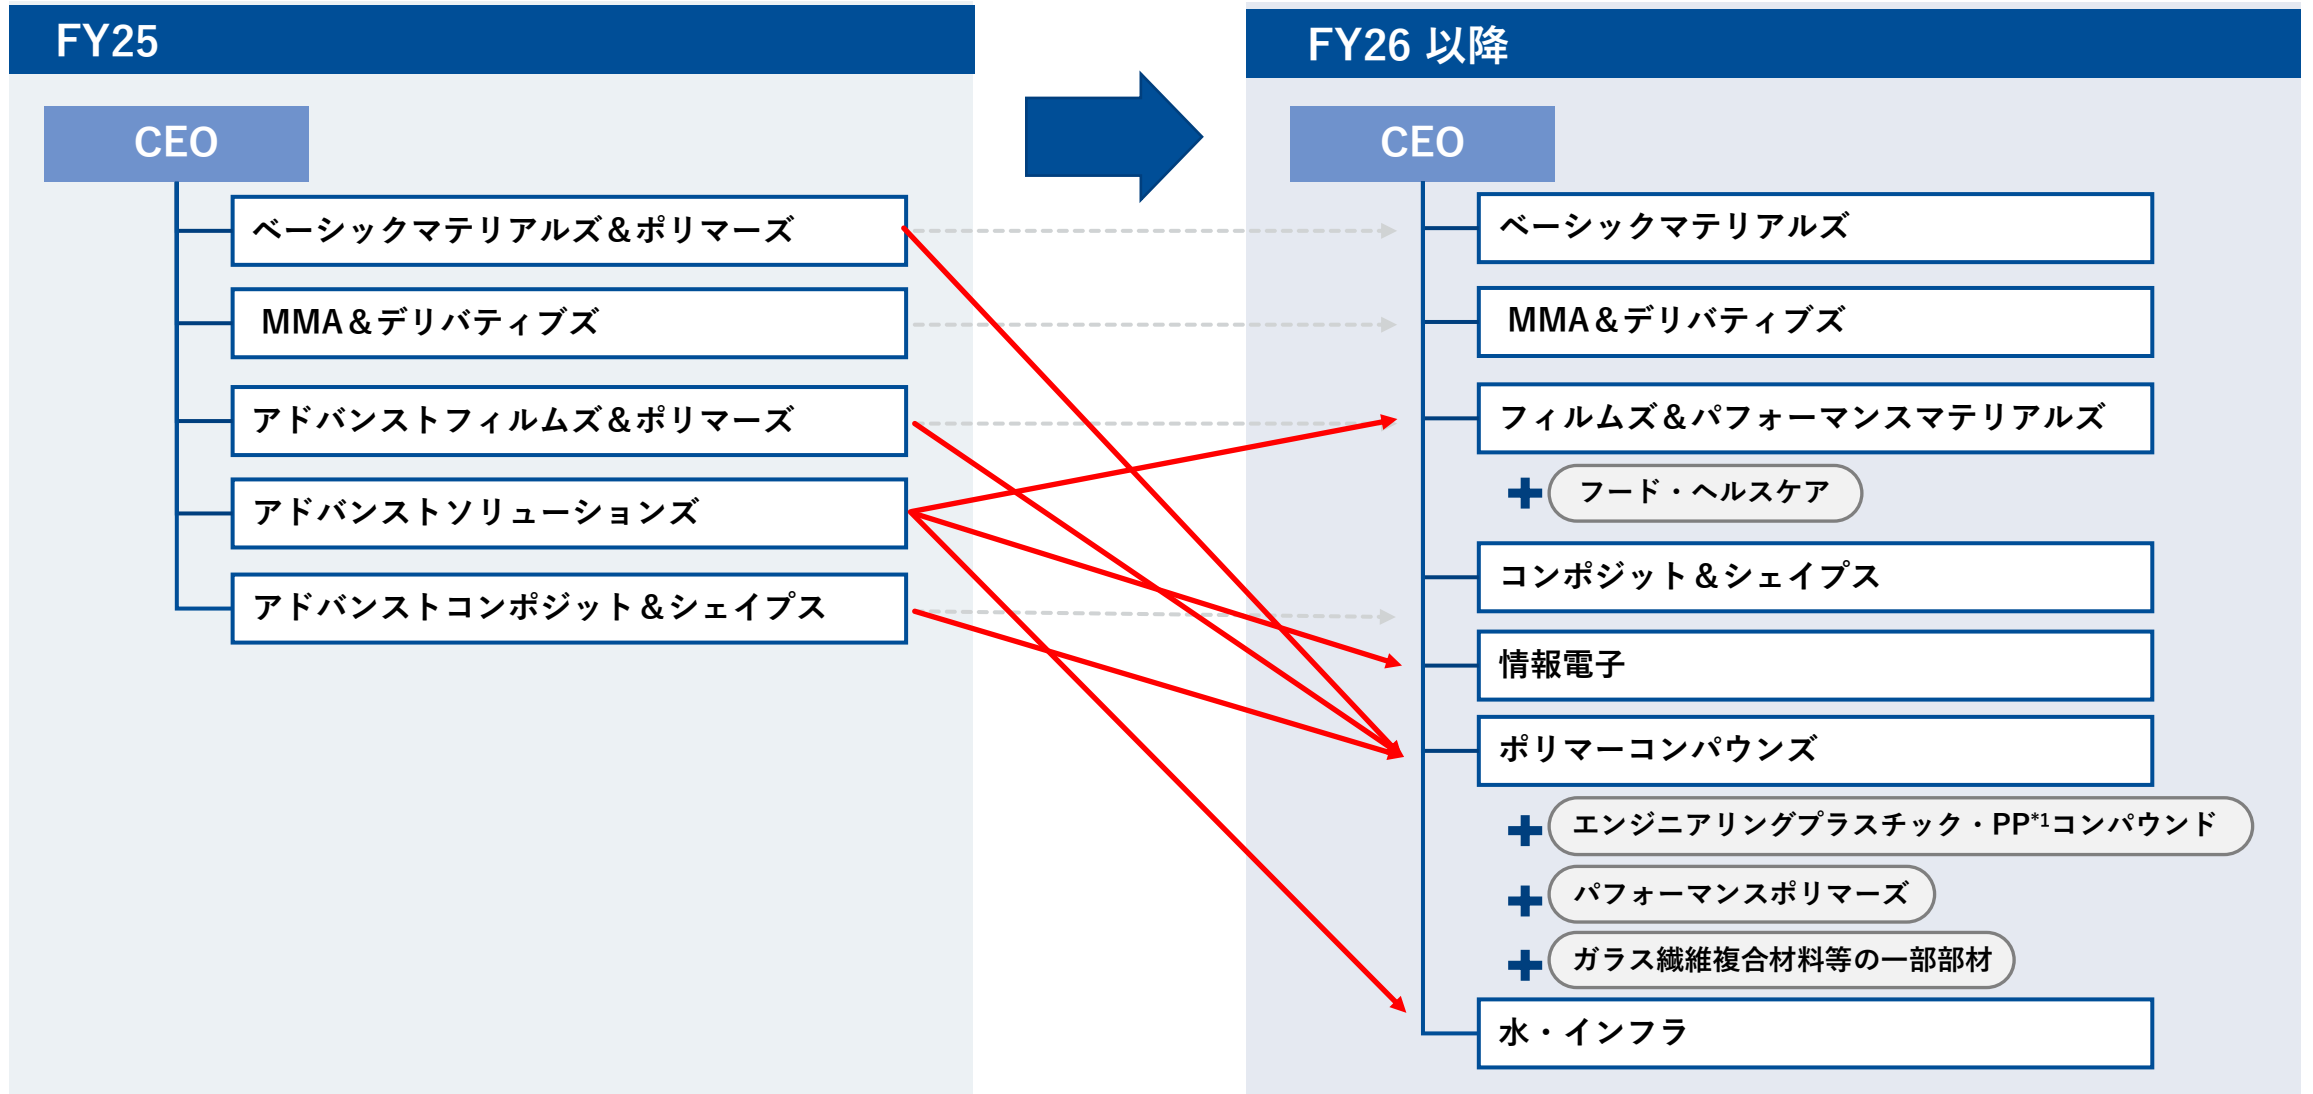 FY25
CEO
ベーシックマテリアルズ＆ポリマーズ
MMA＆デリバティブズ
アドバンストフィルムズ＆ポリマーズ
アドバンストソリューションズ
アドバンストコンポジット＆シェイプス
FY26 以降
CEO
ベーシックマテリアルズ
MMA＆デリバティブズ
フィルムズ＆パフォーマンスマテリアルズ
フード・ヘルスケア
コンポジット＆シェイプス
情報電子
ポリマーコンパウンズ
エンジニアリングプラスチック・PP*1コンパウンド
パフォーマンスポリマーズ
ガラス繊維複合材料等の一部部材
水・インフラ